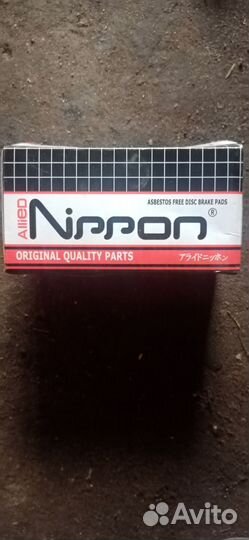 Allied
Nippon ®
ASBESTOS FREE DISC BRAKE PADS
ORIGINAL QUALITY PARTS
アライドニッポン
Avito